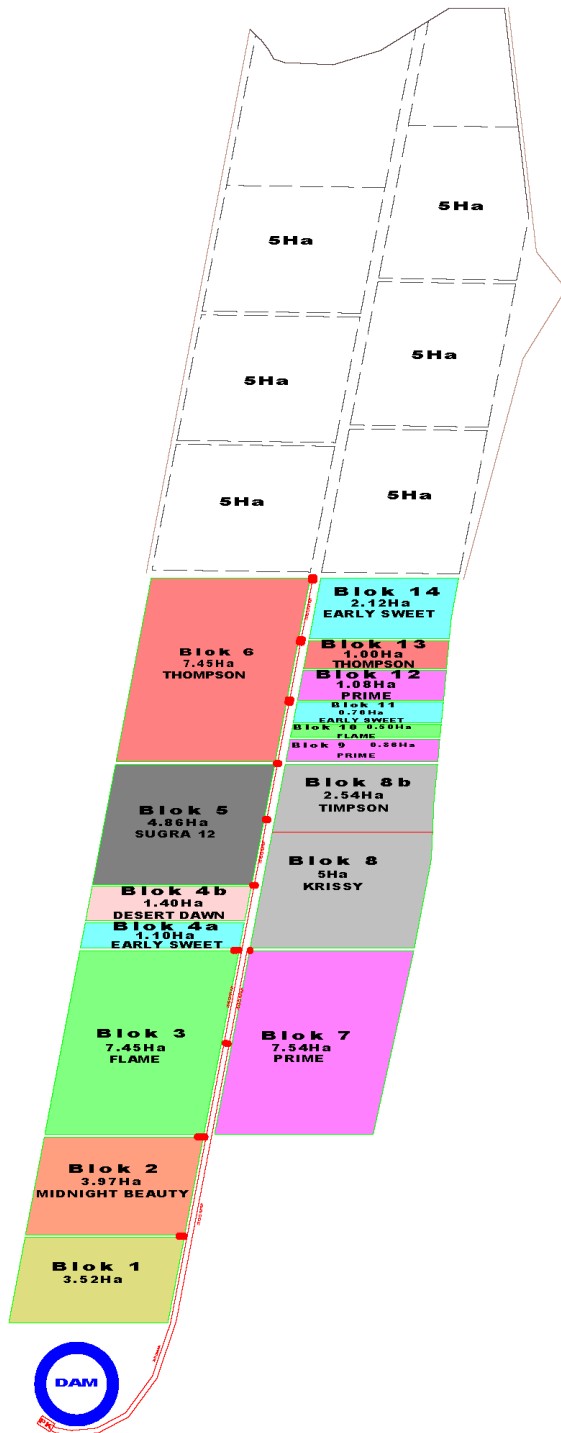 5Ha
5Ha
5Ha
5Ha
5Ha
5Ha
Blok 14
2.12Ha
EARLY SWEET
Blok 13
1.00Ha
THOMPSON
Blok 6
7.45Ha
THOMPSON
Blok 12
1.08Ha
PRIME
Blok 11
0.76Ha
EARLY SWEET
Blok 10 0.50Ha
FLAME
Blok 9 0.86Ha
PRIME
Blok 8b
2.54Ha
TIMPSON
Blok 5
4.86Ha
SUGRA 12
Blok 8
5Ha
KRISSY
Blok 4b
1.40Ha
DESERT DAWN
Blok 4a
1.10Ha
EARLY SWEET
Blok 3
7.45Ha
FLAME
Blok 7
7.54Ha
PRIME
Blok 2
3.97Ha
MIDNIGHT BEAUTY
Blok 1
3.52Ha
DAM
PK